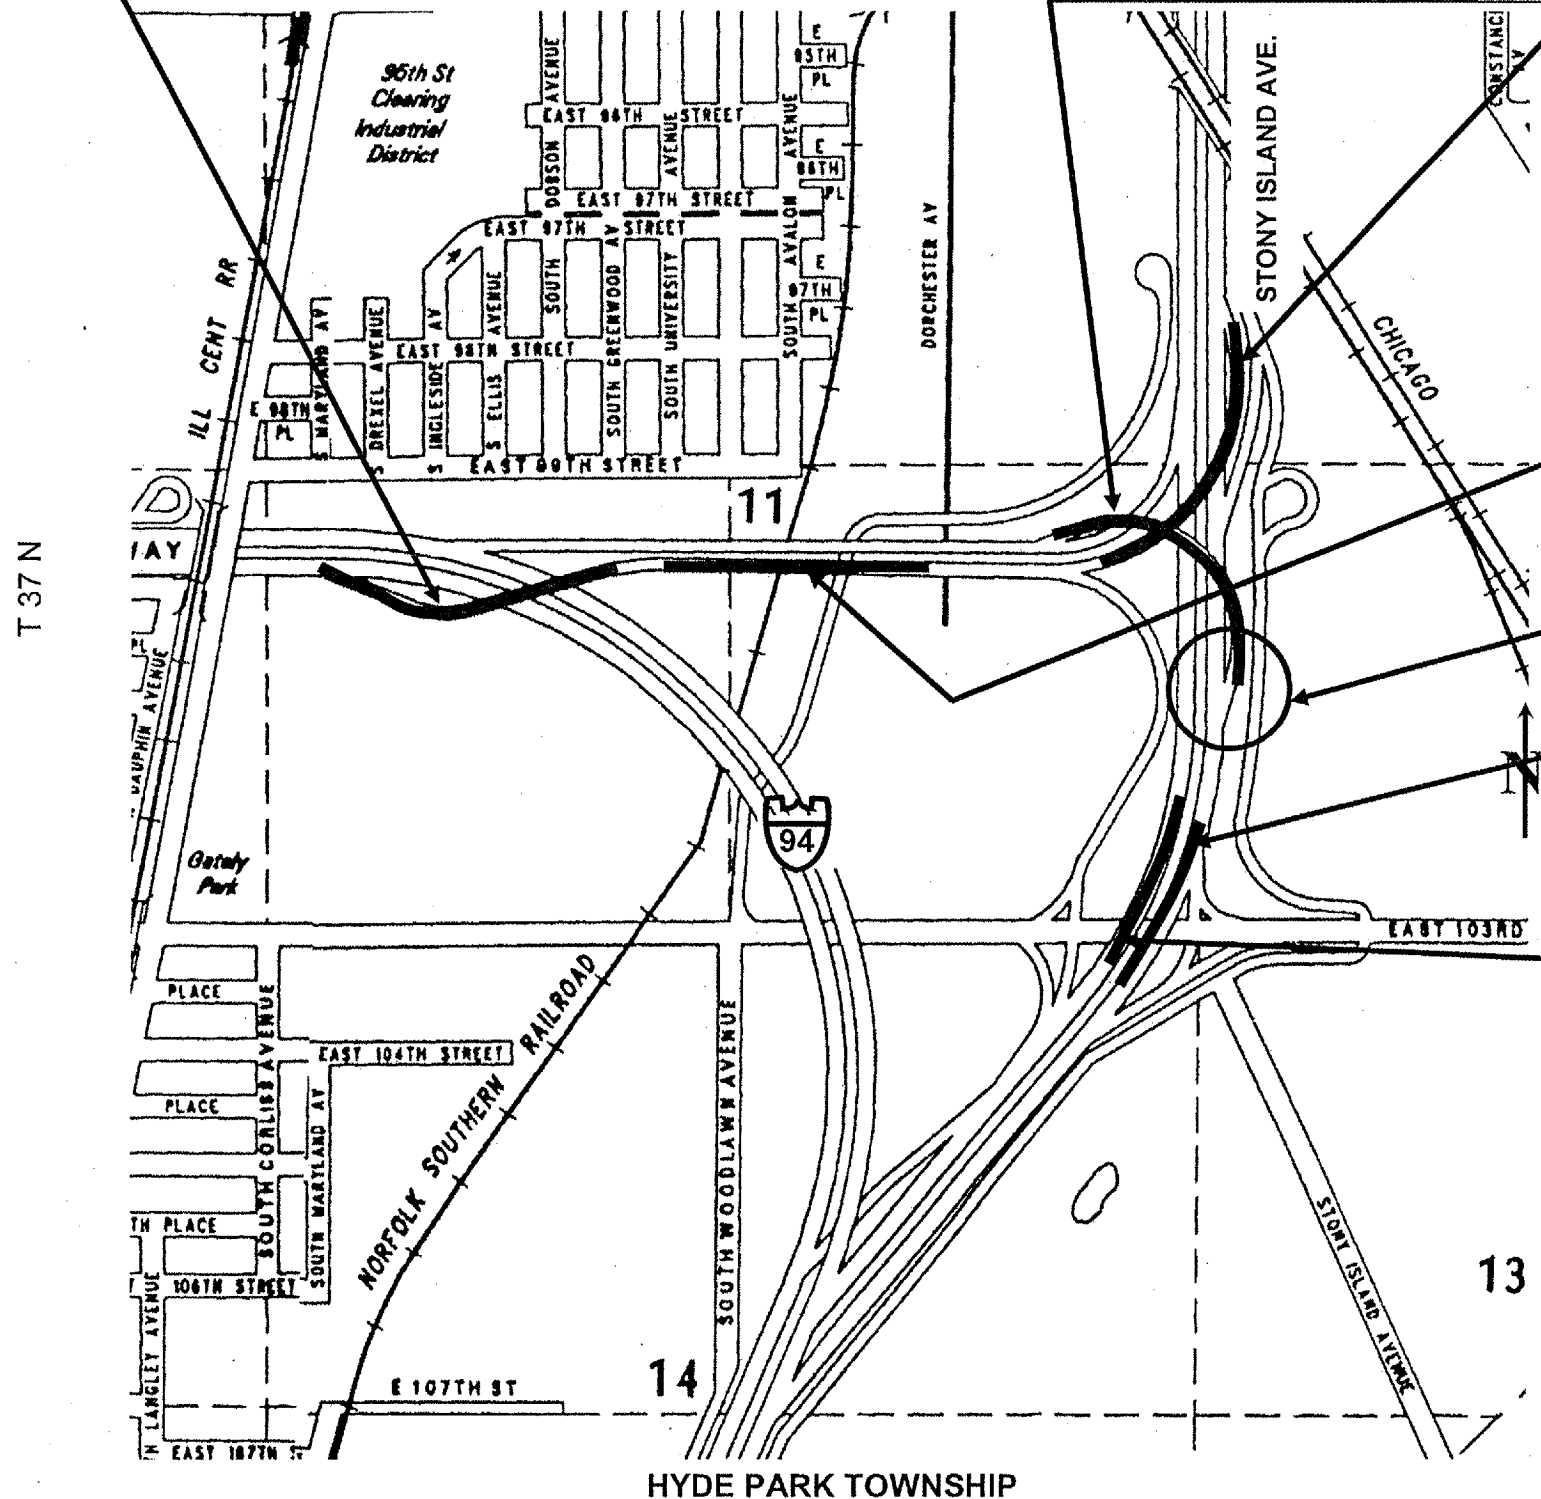 95th St
Clearing
Industrial
District
DOBSON AVENUE
E
95TH
PL
EAST 96TH STREET
AVENUE
AVENUE
E
96TH
PL
EAST 97TH STREET
EAST 97TH STREET
SOUTH
SOUTH GREENWOOD AV
SOUTH UNIVERSITY
SOUTH AVALON
E
97TH
PL
DORCHESTER AV
STONY ISLAND AVE.
CONSTANCE
AV
CHICAGO
ILL CENT RR
S MARYLAND AV
S DREXEL AVENUE
S INGLESIDE AV
S ELLIS AVENUE
EAST 98TH STREET
E 98TH
PL
EAST 99TH STREET
11
WAY
T 37 N
PL
DAUPHIN AVENUE
N
94
Gately
Park
EAST 103RD
PLACE
SOUTH CORLISS AVENUE
EAST 104TH STREET
NORFOLK SOUTHERN RAILROAD
PLACE
SOUTH MARYLAND AV
SOUTH WOODLAWN AVENUE
TH PLACE
106TH STREET
STONY ISLAND AVENUE
13
LANGLEY AVENUE
14
E 107TH ST
EAST 107TH S
HYDE PARK TOWNSHIP